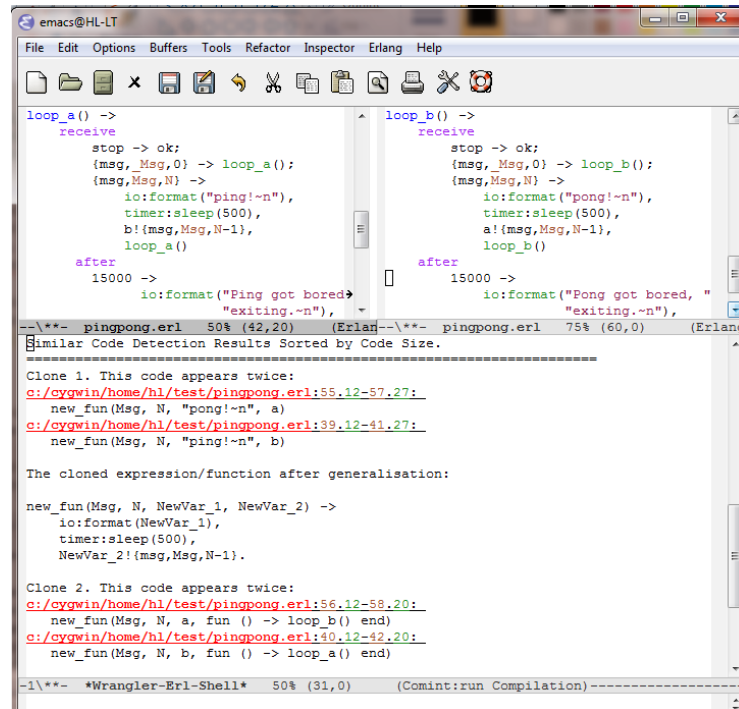 emacs@HL-LT
File Edit Options Buffers Tools Refactor Inspector Erlang Help
loop_a() ->
    receive
        stop -> ok;
        {msg,_Msg,0} -> loop_a();
        {msg,Msg,N} ->
            io:format("ping!~n"),
            timer:sleep(500),
            b!{msg,Msg,N-1},
            loop_a()
      after
        15000 ->
              io:format("Ping got bored
                        "exiting.~n"),
--\**-  pingpong.erl   50% (42,20)    (Erlan
loop_b() ->
    receive
        stop -> ok;
        {msg,_Msg,0} -> loop_b();
        {msg,Msg,N} ->
            io:format("pong!~n"),
            timer:sleep(500),
            a!{msg,Msg,N-1},
            loop_b()
    after
        15000 ->
            io:format("Pong got bored, "
                      "exiting.~n"),
--\**-  pingpong.erl   75% (60,0)     (Erlan
Similar Code Detection Results Sorted by Code Size.
======================================================================
Clone 1. This code appears twice:
c:/cygwin/home/hl/test/pingpong.erl:55.12-57.27:
   new_fun(Msg, N, "pong!~n", a)
c:/cygwin/home/hl/test/pingpong.erl:39.12-41.27:
   new_fun(Msg, N, "ping!~n", b)
The cloned expression/function after generalisation:
new_fun(Msg, N, NewVar_1, NewVar_2) ->
    io:format(NewVar_1),
    timer:sleep(500),
    NewVar_2!{msg,Msg,N-1}.
Clone 2. This code appears twice:
c:/cygwin/home/hl/test/pingpong.erl:56.12-58.20:
   new_fun(Msg, N, a, fun () -> loop_b() end)
c:/cygwin/home/hl/test/pingpong.erl:40.12-42.20:
   new_fun(Msg, N, b, fun () -> loop_a() end)
-1\**-  *Wrangler-Erl-Shell*   50% (31,0)     (Comint:run Compilation)-------------------